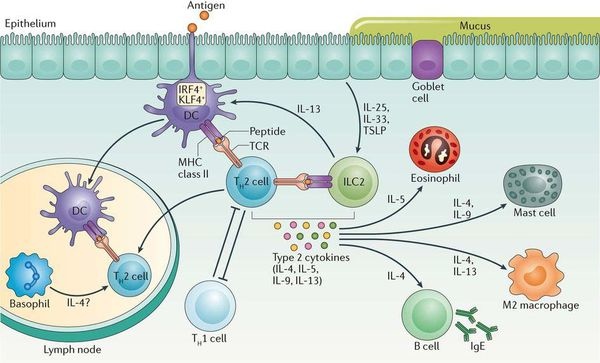 Antigen
Epithelium
Mucus
IRF4⁺
KLF4⁺
DC
IL-13
IL-25,
IL-33,
TSLP
Goblet
cell
Peptide
TCR
MHC
class II
Eosinophil
DC
T_H2 cell
ILC2
IL-5
IL-4,
IL-9
Mast cell
Type 2 cytokines
(IL-4, IL-5,
IL-9, IL-13)
IL-4,
IL-13
T_H2 cell
Basophil
IL-4?
IL-4
M2 macrophage
T_H1 cell
B cell
IgE
Lymph node